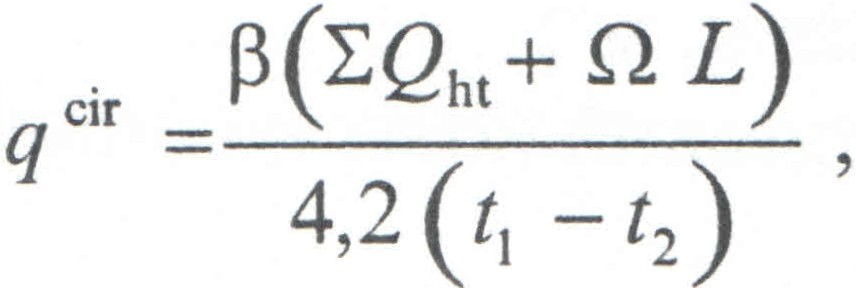 q^cir = β(ΣQ_ht + Ω L) / 4,2(t_1 − t_2) ,